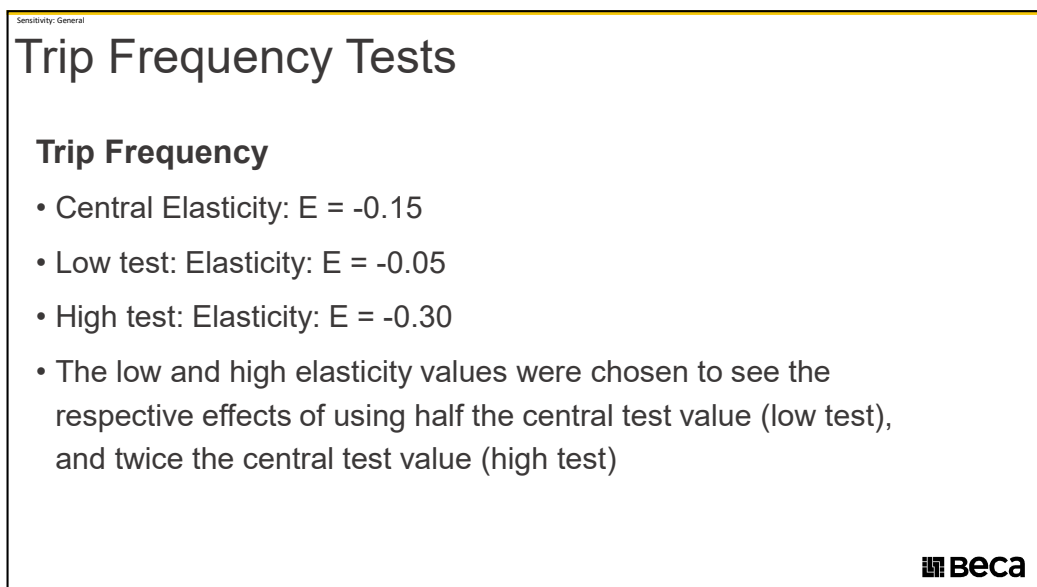 Sensitivity: General
Trip Frequency Tests
Trip Frequency
• Central Elasticity: E = -0.15
• Low test: Elasticity: E = -0.05
• High test: Elasticity: E = -0.30
• The low and high elasticity values were chosen to see the
respective effects of using half the central test value (low test),
and twice the central test value (high test)
Beca